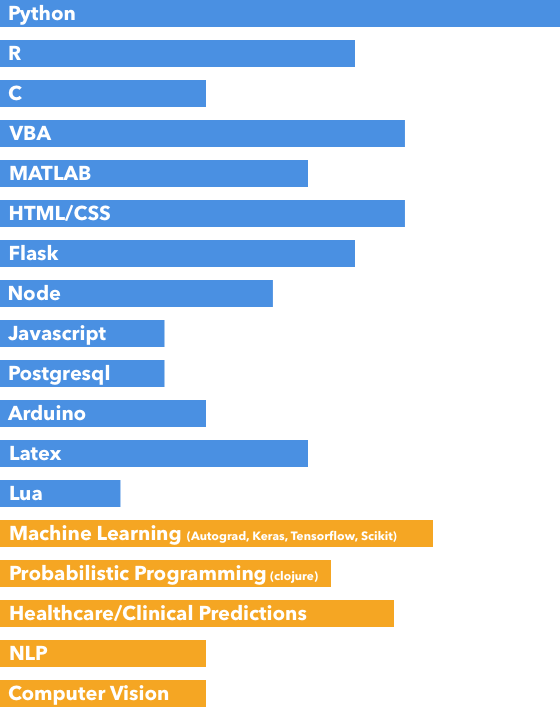 Python
R
C
VBA
MATLAB
HTML/CSS
Flask
Node
Javascript
Postgresql
Arduino
Latex
Lua
Machine Learning (Autograd, Keras, Tensorflow, Scikit)
Probabilistic Programming (clojure)
Healthcare/Clinical Predictions
NLP
Computer Vision